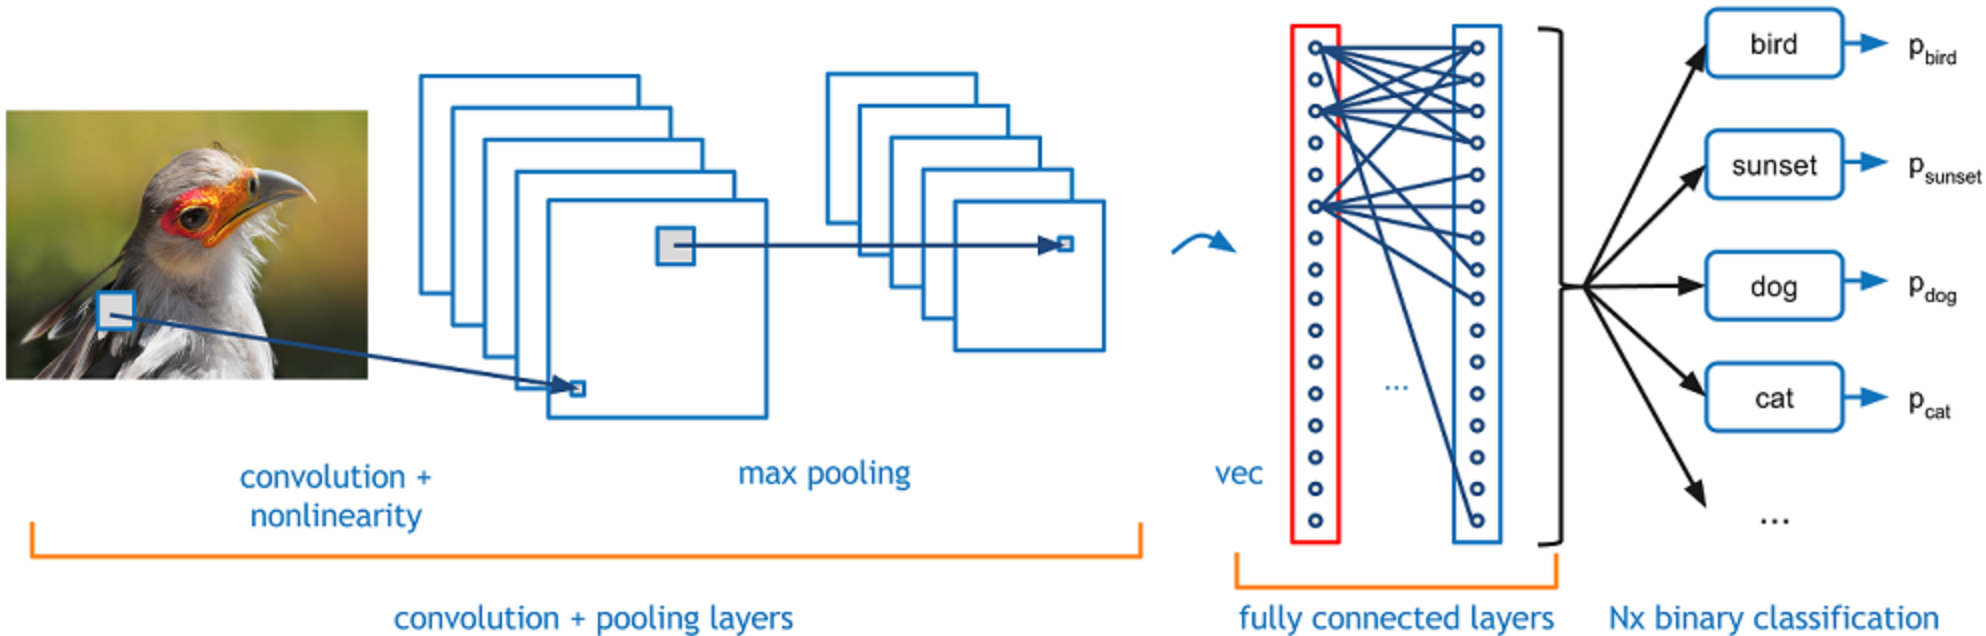 convolution +
nonlinearity
max pooling
vec
...
convolution + pooling layers
fully connected layers
Nx binary classification
bird
p_bird
sunset
p_sunset
dog
p_dog
cat
p_cat
...